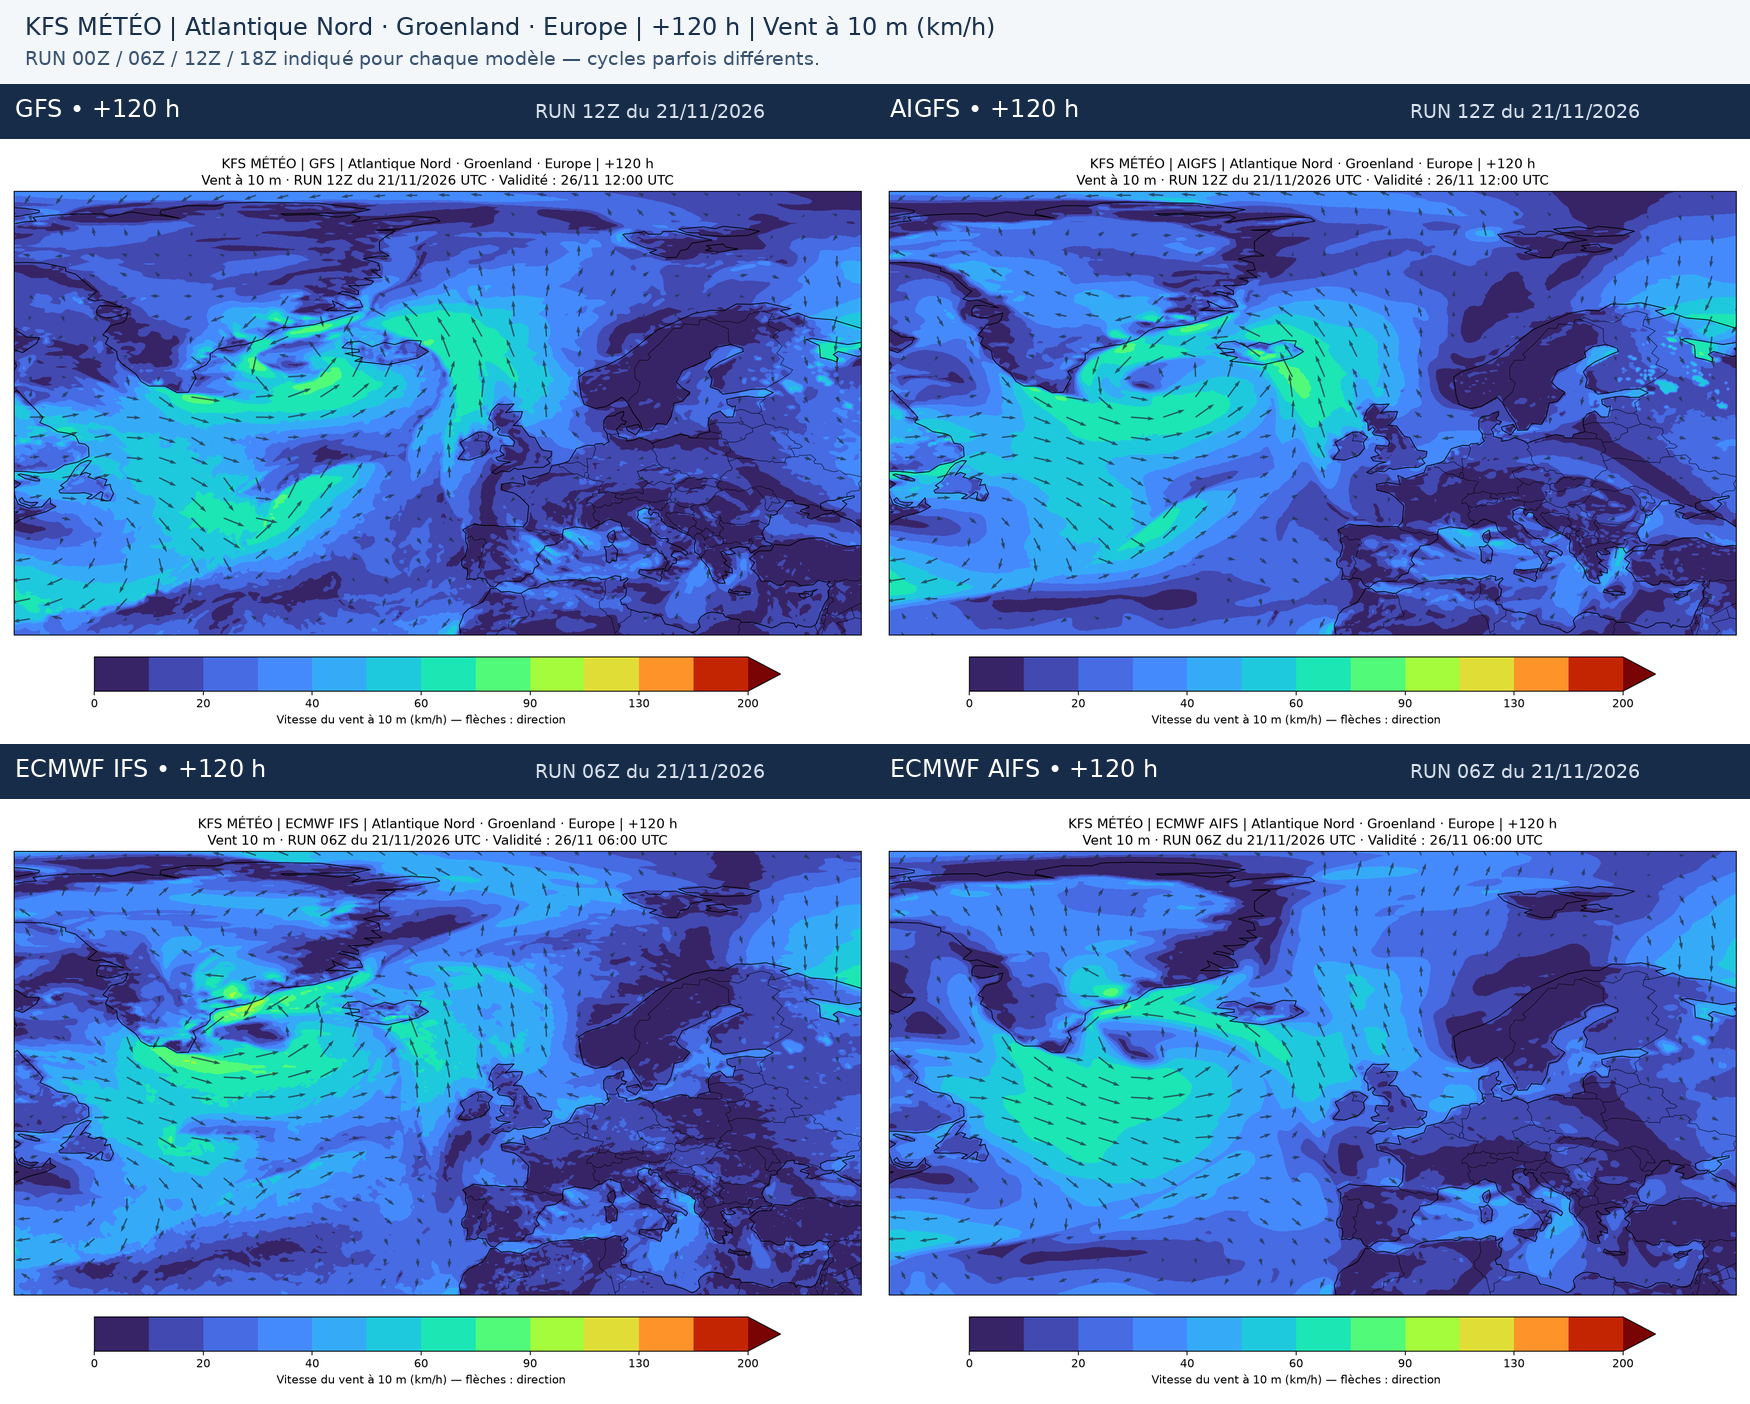 KFS MÉTÉO | Atlantique Nord · Groenland · Europe | +120 h | Vent à 10 m (km/h)
RUN 00Z / 06Z / 12Z / 18Z indiqué pour chaque modèle — cycles parfois différents.
GFS • +120 h
RUN 12Z du 21/11/2026
AIGFS • +120 h
RUN 12Z du 21/11/2026
KFS MÉTÉO | GFS | Atlantique Nord · Groenland · Europe | +120 h
Vent à 10 m · RUN 12Z du 21/11/2026 UTC · Validité : 26/11 12:00 UTC
KFS MÉTÉO | AIGFS | Atlantique Nord · Groenland · Europe | +120 h
Vent à 10 m · RUN 12Z du 21/11/2026 UTC · Validité : 26/11 12:00 UTC
0 20 40 60 90 130 200
Vitesse du vent à 10 m (km/h) — flèches : direction
0 20 40 60 90 130 200
Vitesse du vent à 10 m (km/h) — flèches : direction
ECMWF IFS • +120 h
RUN 06Z du 21/11/2026
ECMWF AIFS • +120 h
RUN 06Z du 21/11/2026
KFS MÉTÉO | ECMWF IFS | Atlantique Nord · Groenland · Europe | +120 h
Vent 10 m · RUN 06Z du 21/11/2026 UTC · Validité : 26/11 06:00 UTC
KFS MÉTÉO | ECMWF AIFS | Atlantique Nord · Groenland · Europe | +120 h
Vent 10 m · RUN 06Z du 21/11/2026 UTC · Validité : 26/11 06:00 UTC
0 20 40 60 90 130 200
Vitesse du vent à 10 m (km/h) — flèches : direction
0 20 40 60 90 130 200
Vitesse du vent à 10 m (km/h) — flèches : direction